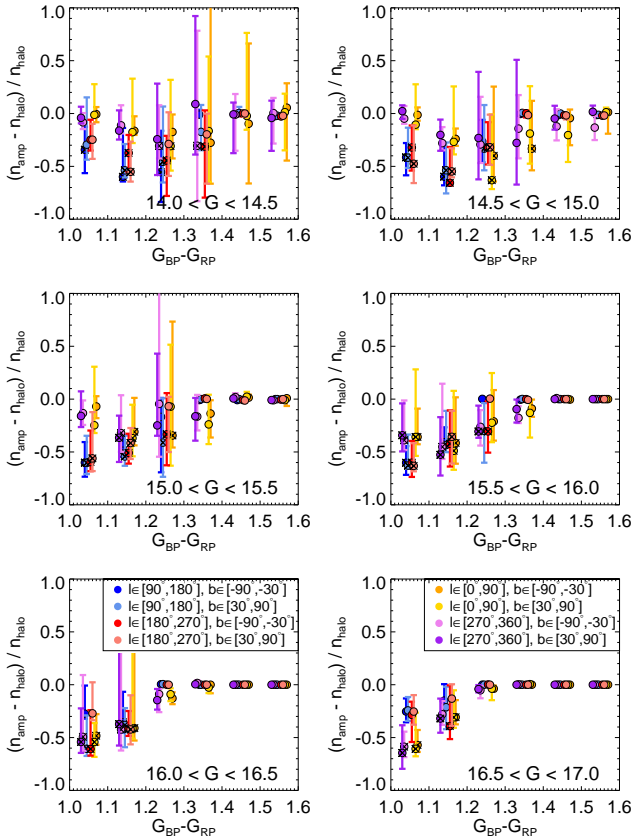 1.0
0.5
0.0
-0.5
-1.0
(n_amp - n_halo) / n_halo
14.0 < G < 14.5
1.0 1.1 1.2 1.3 1.4 1.5 1.6
G_BP-G_RP
1.0
0.5
0.0
-0.5
-1.0
(n_amp - n_halo) / n_halo
14.5 < G < 15.0
1.0 1.1 1.2 1.3 1.4 1.5 1.6
G_BP-G_RP
1.0
0.5
0.0
-0.5
-1.0
(n_amp - n_halo) / n_halo
15.0 < G < 15.5
1.0 1.1 1.2 1.3 1.4 1.5 1.6
G_BP-G_RP
1.0
0.5
0.0
-0.5
-1.0
(n_amp - n_halo) / n_halo
15.5 < G < 16.0
1.0 1.1 1.2 1.3 1.4 1.5 1.6
G_BP-G_RP
1.0
0.5
0.0
-0.5
-1.0
(n_amp - n_halo) / n_halo
l∈[90°,180°], b∈[-90°,-30°]
l∈[90°,180°], b∈[30°,90°]
l∈[180°,270°], b∈[-90°,-30°]
l∈[180°,270°], b∈[30°,90°]
16.0 < G < 16.5
1.0 1.1 1.2 1.3 1.4 1.5 1.6
G_BP-G_RP
1.0
0.5
0.0
-0.5
-1.0
(n_amp - n_halo) / n_halo
l∈[0°,90°], b∈[-90°,-30°]
l∈[0°,90°], b∈[30°,90°]
l∈[270°,360°], b∈[-90°,-30°]
l∈[270°,360°], b∈[30°,90°]
16.5 < G < 17.0
1.0 1.1 1.2 1.3 1.4 1.5 1.6
G_BP-G_RP